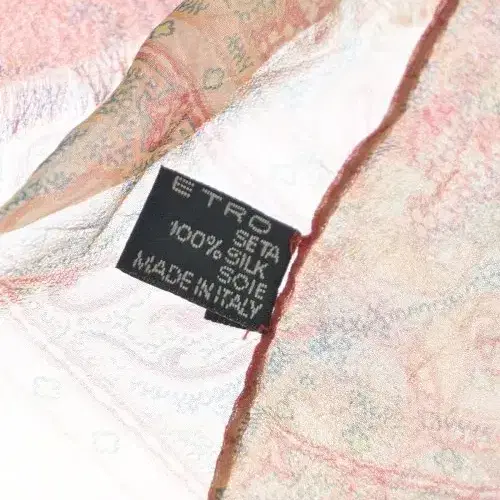 ETRO
SETA
100% SILK
SOIE
MADE IN ITALY